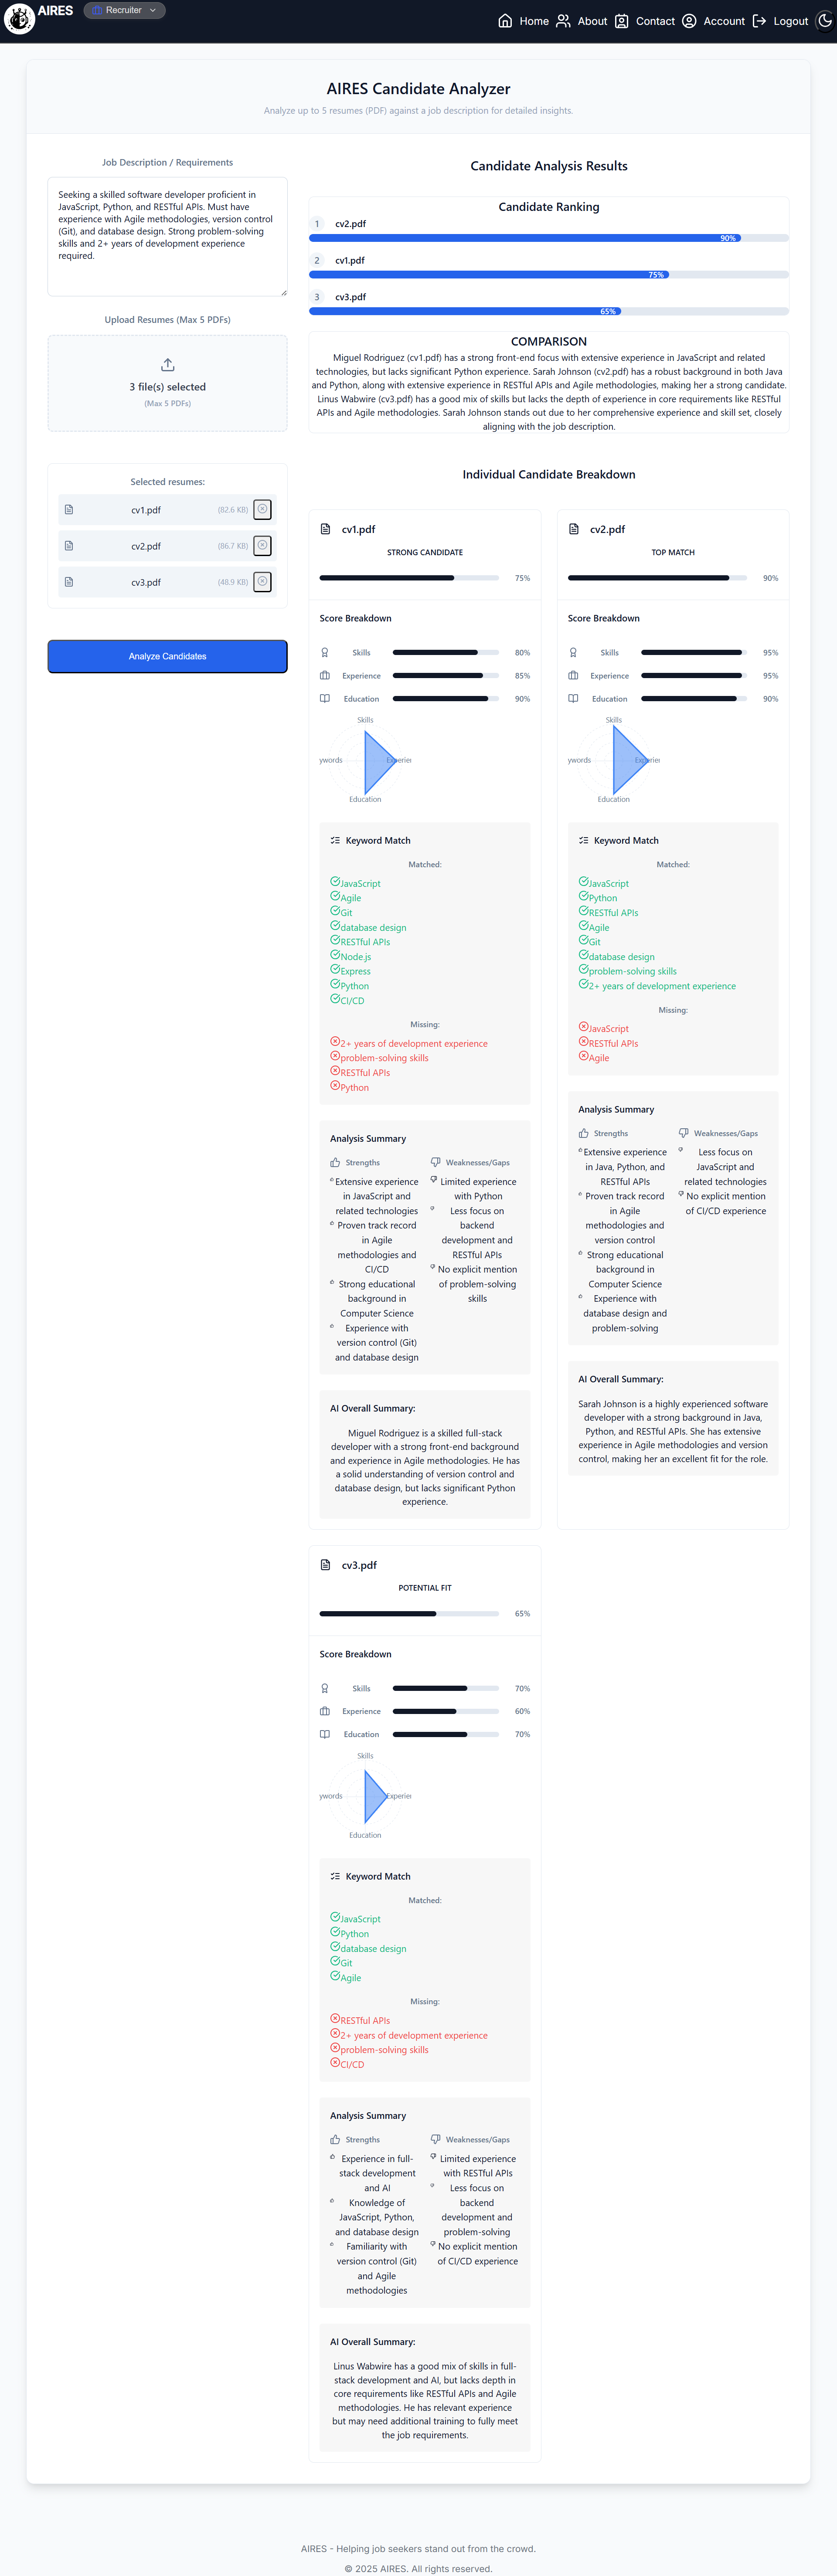 AIRES
Recruiter
Home
About
Contact
Account
Logout
AIRES Candidate Analyzer
Analyze up to 5 resumes (PDF) against a job description for detailed insights.
Job Description / Requirements
Seeking a skilled software developer proficient in
JavaScript, Python, and RESTful APIs. Must have
experience with Agile methodologies, version control
(Git), and database design. Strong problem-solving
skills and 2+ years of development experience
required.
Upload Resumes (Max 5 PDFs)
3 file(s) selected
(Max 5 PDFs)
Selected resumes:
cv1.pdf (82.6 KB)
cv2.pdf (86.7 KB)
cv3.pdf (48.9 KB)
Analyze Candidates
Candidate Analysis Results
Candidate Ranking
1 cv2.pdf
90%
2 cv1.pdf
75%
3 cv3.pdf
65%
COMPARISON
Miguel Rodriguez (cv1.pdf) has a strong front-end focus with extensive experience in JavaScript and related
technologies, but lacks significant Python experience. Sarah Johnson (cv2.pdf) has a robust background in both Java
and Python, along with extensive experience in RESTful APIs and Agile methodologies, making her a strong candidate.
Linus Wabwire (cv3.pdf) has a good mix of skills but lacks the depth of experience in core requirements like RESTful
APIs and Agile methodologies. Sarah Johnson stands out due to her comprehensive experience and skill set, closely
aligning with the job description.
Individual Candidate Breakdown
cv1.pdf
STRONG CANDIDATE
75%
Score Breakdown
Skills 80%
Experience 85%
Education 90%
Skills
ywords
Experier
Education
Keyword Match
Matched:
JavaScript
Agile
Git
database design
RESTful APIs
Node.js
Express
Python
CI/CD
Missing:
2+ years of development experience
problem-solving skills
RESTful APIs
Python
Analysis Summary
Strengths
Extensive experience
in JavaScript and
related technologies
Proven track record
in Agile
methodologies and
CI/CD
Strong educational
background in
Computer Science
Experience with
version control (Git)
and database design
Weaknesses/Gaps
Limited experience
with Python
Less focus on
backend
development and
RESTful APIs
No explicit mention
of problem-solving
skills
AI Overall Summary:
Miguel Rodriguez is a skilled full-stack
developer with a strong front-end background
and experience in Agile methodologies. He has
a solid understanding of version control and
database design, but lacks significant Python
experience.
cv2.pdf
TOP MATCH
90%
Score Breakdown
Skills 95%
Experience 95%
Education 90%
Skills
ywords
Experier
Education
Keyword Match
Matched:
JavaScript
Python
RESTful APIs
Agile
Git
database design
problem-solving skills
2+ years of development experience
Missing:
JavaScript
RESTful APIs
Agile
Analysis Summary
Strengths
Extensive experience
in Java, Python, and
RESTful APIs
Proven track record
in Agile
methodologies and
version control
Strong educational
background in
Computer Science
Experience with
database design and
problem-solving
Weaknesses/Gaps
Less focus on
JavaScript and
related technologies
No explicit mention
of CI/CD experience
AI Overall Summary:
Sarah Johnson is a highly experienced software
developer with a strong background in Java,
Python, and RESTful APIs. She has extensive
experience in Agile methodologies and version
control, making her an excellent fit for the role.
cv3.pdf
POTENTIAL FIT
65%
Score Breakdown
Skills 70%
Experience 60%
Education 70%
Skills
ywords
Experier
Education
Keyword Match
Matched:
JavaScript
Python
database design
Git
Agile
Missing:
RESTful APIs
2+ years of development experience
problem-solving skills
CI/CD
Analysis Summary
Strengths
Experience in full-
stack development
and AI
Knowledge of
JavaScript, Python,
and database design
Familiarity with
version control (Git)
and Agile
methodologies
Weaknesses/Gaps
Limited experience
with RESTful APIs
Less focus on
backend
development and
problem-solving
No explicit mention
of CI/CD experience
AI Overall Summary:
Linus Wabwire has a good mix of skills in full-
stack development and AI, but lacks depth in
core requirements like RESTful APIs and Agile
methodologies. He has relevant experience
but may need additional training to fully meet
the job requirements.
AIRES - Helping job seekers stand out from the crowd.
© 2025 AIRES. All rights reserved.